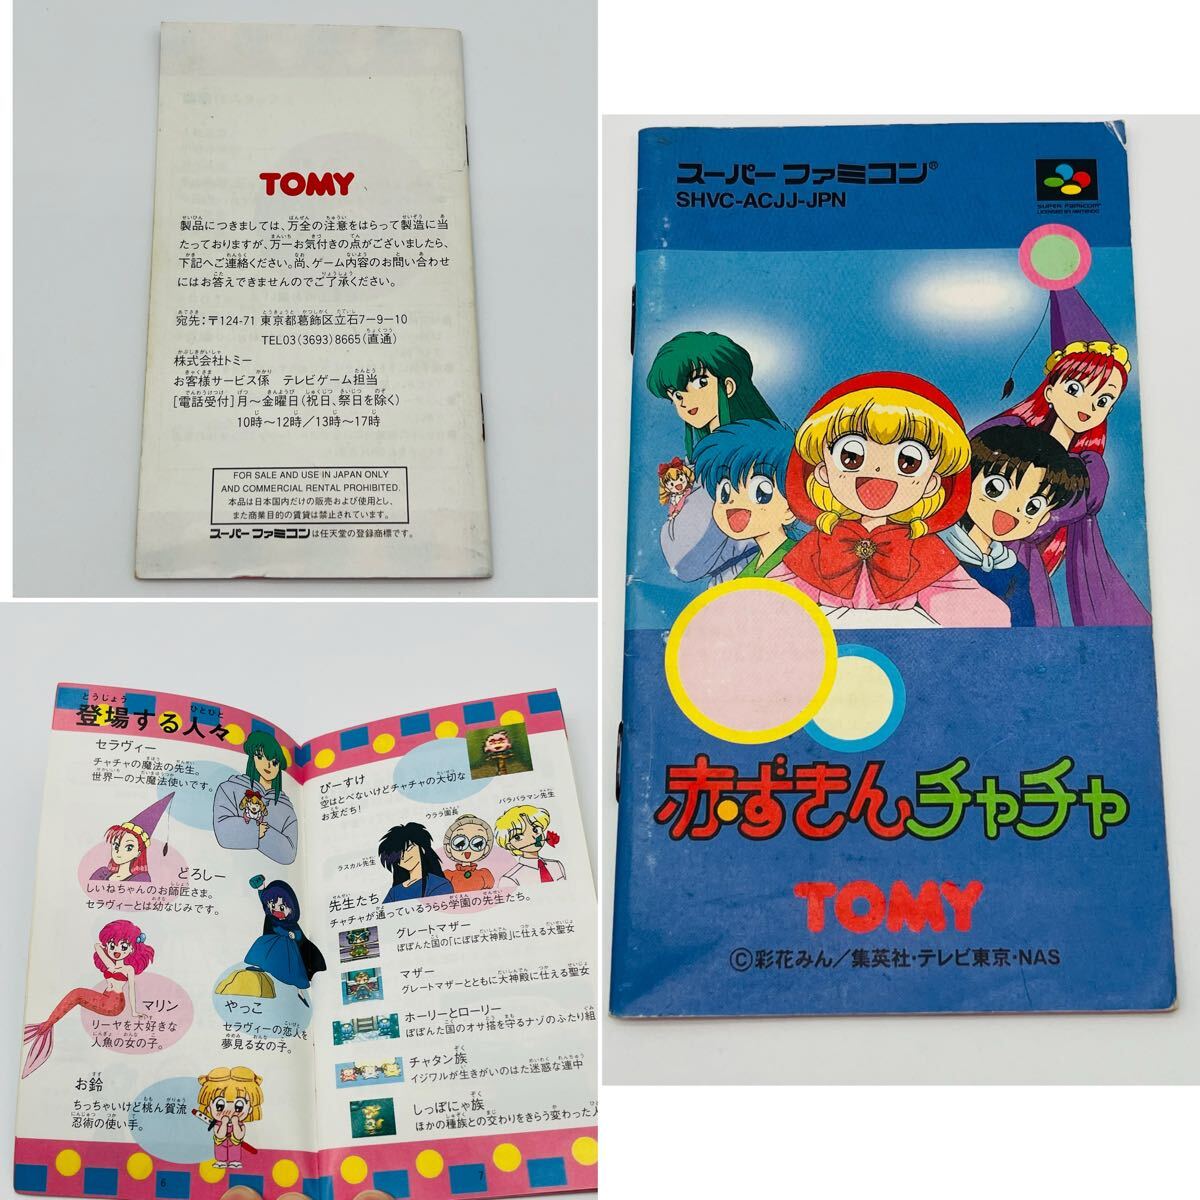 TOMY
製品につきましては、万全の注意をはらって製造に当
たっておりますが、万一お気付きの点がございましたら、
下記へご連絡ください。尚、ゲーム内容のお問い合わせ
にはお答えできませんのでご了承ください。
宛先：〒124-71 東京都葛飾区立石7－9－10
TEL03(3693)8665(直通)
株式会社トミー
お客様サービス係　テレビゲーム担当
[電話受付]月～金曜日(祝日、祭日を除く)
10時～12時／13時～17時
FOR SALE AND USE IN JAPAN ONLY
AND COMMERCIAL RENTAL PROHIBITED.
本品は日本国内だけの販売および使用とし、
また商業目的の賃貸は禁止されています。
スーパーファミコンは任天堂の登録商標です。
スーパーファミコン®
SHVC-ACJJ-JPN
SUPER FAMICOM
LICENSED BY NINTENDO
赤ずきんチャチャ
TOMY
©彩花みん／集英社・テレビ東京・NAS
登場する人々
セラヴィー
チャチャの魔法の先生。
世界一の大魔法使いです。
どろしー
しいねちゃんのお師匠さま。
セラヴィーとは幼なじみです。
マリン
リーヤを大好きな
人魚の女の子。
やっこ
セラヴィーの恋人を
夢見る女の子。
お鈴
ちっちゃいけど桃ん賀流
忍術の使い手。
6
ぴーすけ
空はとべないけどチャチャの大切な
お友だち！
ラスカル先生
ウララ園長
バラバラマン先生
先生たち
チャチャが通っているうらら学園の先生たち。
グレートマザー
ぽぽんた国の「にぽぽ大神殿」に仕える大聖女
マザー
グレートマザーとともに大神殿に仕える聖女
ホーリーとローリー
ぽぽんた国のオサ塔を守るナゾのふたり組
チャタン族
イジワルが生きがいのはた迷惑な連中
しっぽにゃ族
ほかの種族との交わりをきらう変わった人
7